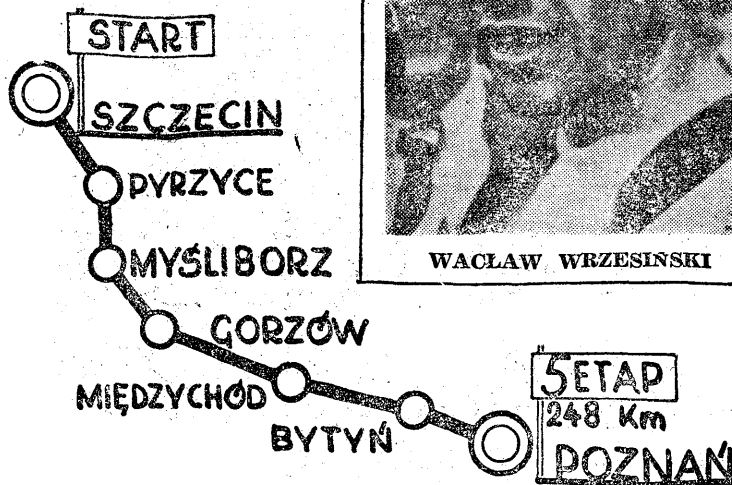 START
SZCZECIN
PYRZYCE
MYŚLIBORZ
WACŁAW WRZESIŃSKI
GORZÓW
MIĘDZYCHÓD
BYTYŃ
5 ETAP
248 Km
POZNAŃ